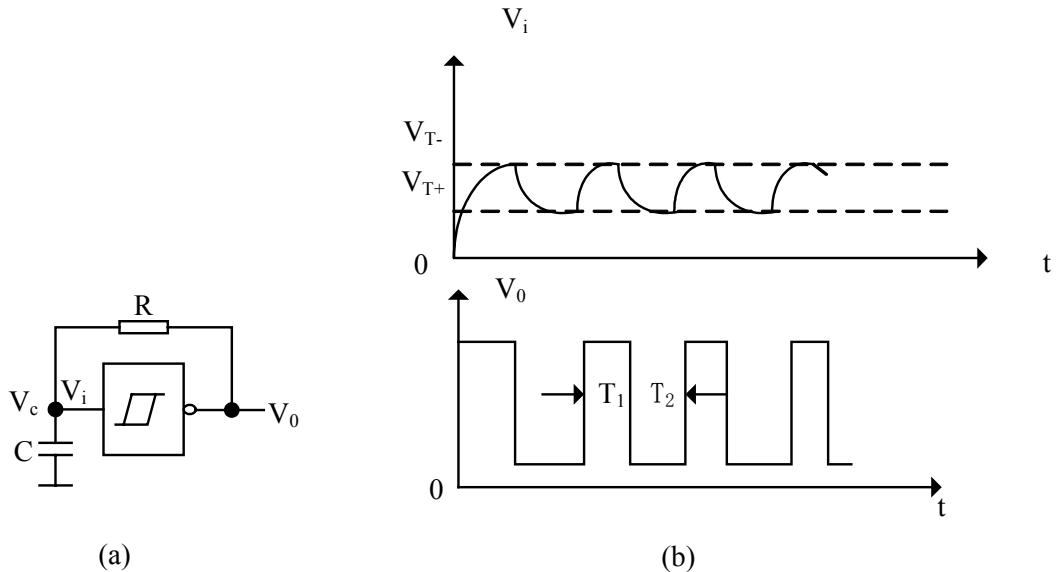 V_i
V_T-
V_T+
0
t
V_0
T_1 T_2
0
t
(b)
R
V_c V_i
V_0
C
(a)